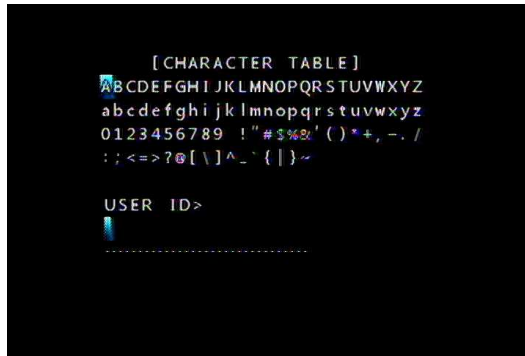 [CHARACTER TABLE]
ABCDEFGHIJKLMNOPQRSTUVWXYZ
abcdefghijklmnopqrstuvwxyz
0123456789 !"#$%&'()*+,-./
:;<=>?@[\]^_`{|}~
USER ID>